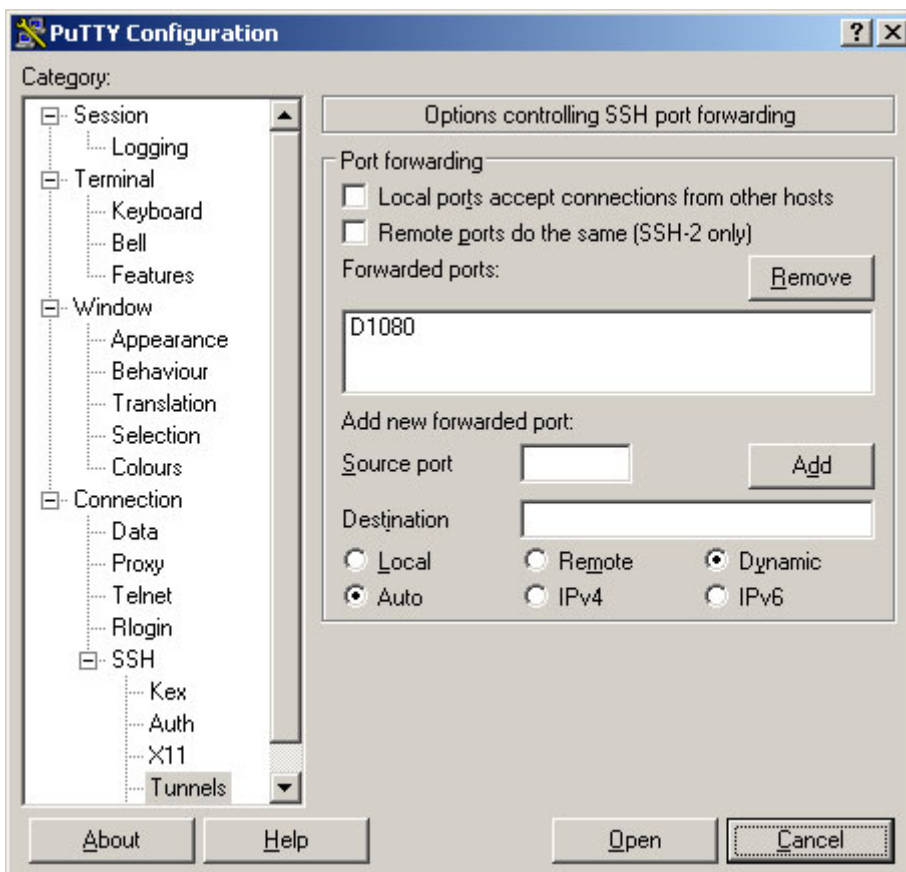 PuTTY Configuration
Category:
Session
Logging
Terminal
Keyboard
Bell
Features
Window
Appearance
Behaviour
Translation
Selection
Colours
Connection
Data
Proxy
Telnet
Rlogin
SSH
Kex
Auth
X11
Tunnels
Options controlling SSH port forwarding
Port forwarding
Local ports accept connections from other hosts
Remote ports do the same (SSH-2 only)
Forwarded ports: Remove
D1080
Add new forwarded port:
Source port Add
Destination
Local Remote Dynamic
Auto IPv4 IPv6
About Help Open Cancel